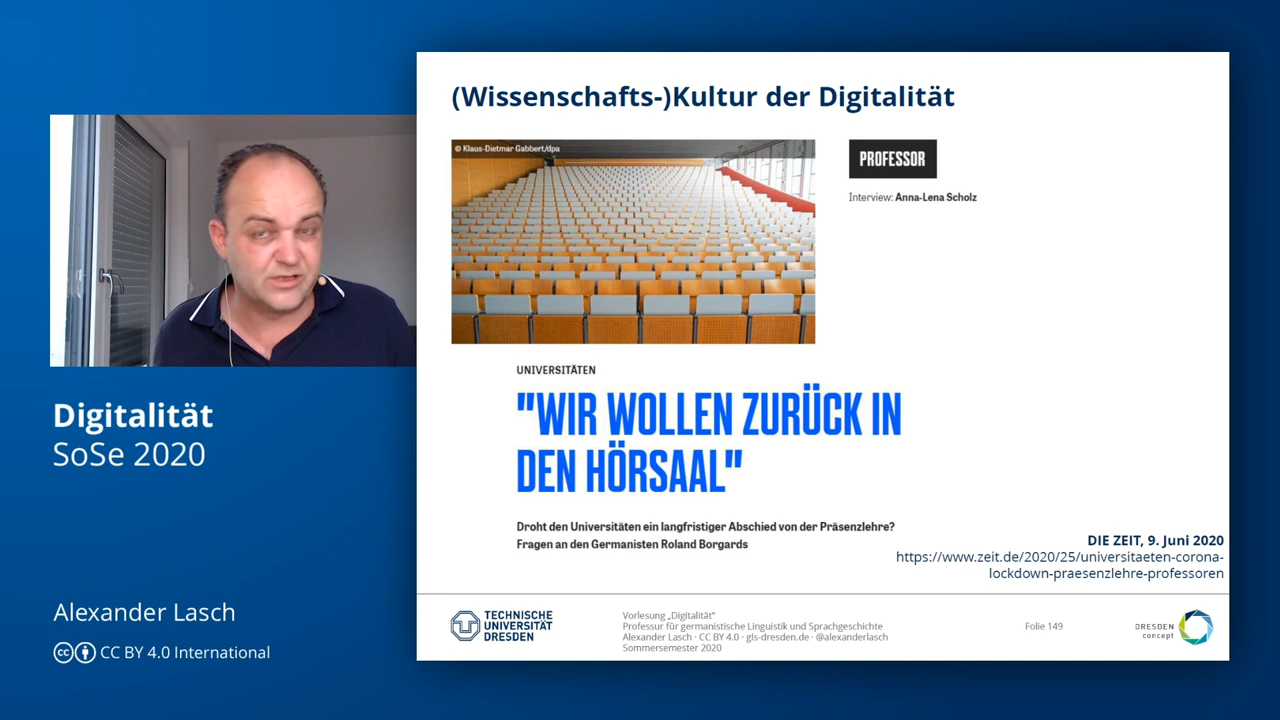 (Wissenschafts-)Kultur der Digitalität
© Klaus-Dietmar Gabbert/dpa
PROFESSOR
Interview: Anna-Lena Scholz
UNIVERSITÄTEN
"WIR WOLLEN ZURÜCK IN
DEN HÖRSAAL"
Droht den Universitäten ein langfristiger Abschied von der Präsenzlehre?
Fragen an den Germanisten Roland Borgards
DIE ZEIT, 9. Juni 2020
https://www.zeit.de/2020/25/universitaeten-corona-
lockdown-praesenzlehre-professoren
TECHNISCHE
UNIVERSITÄT
DRESDEN
Vorlesung „Digitalität“
Professur für germanistische Linguistik und Sprachgeschichte
Alexander Lasch · CC BY 4.0 · gls-dresden.de · @alexanderlasch
Sommersemester 2020
Folie 149
DRESDEN
concept
Digitalität
SoSe 2020
Alexander Lasch
cc CC BY 4.0 International